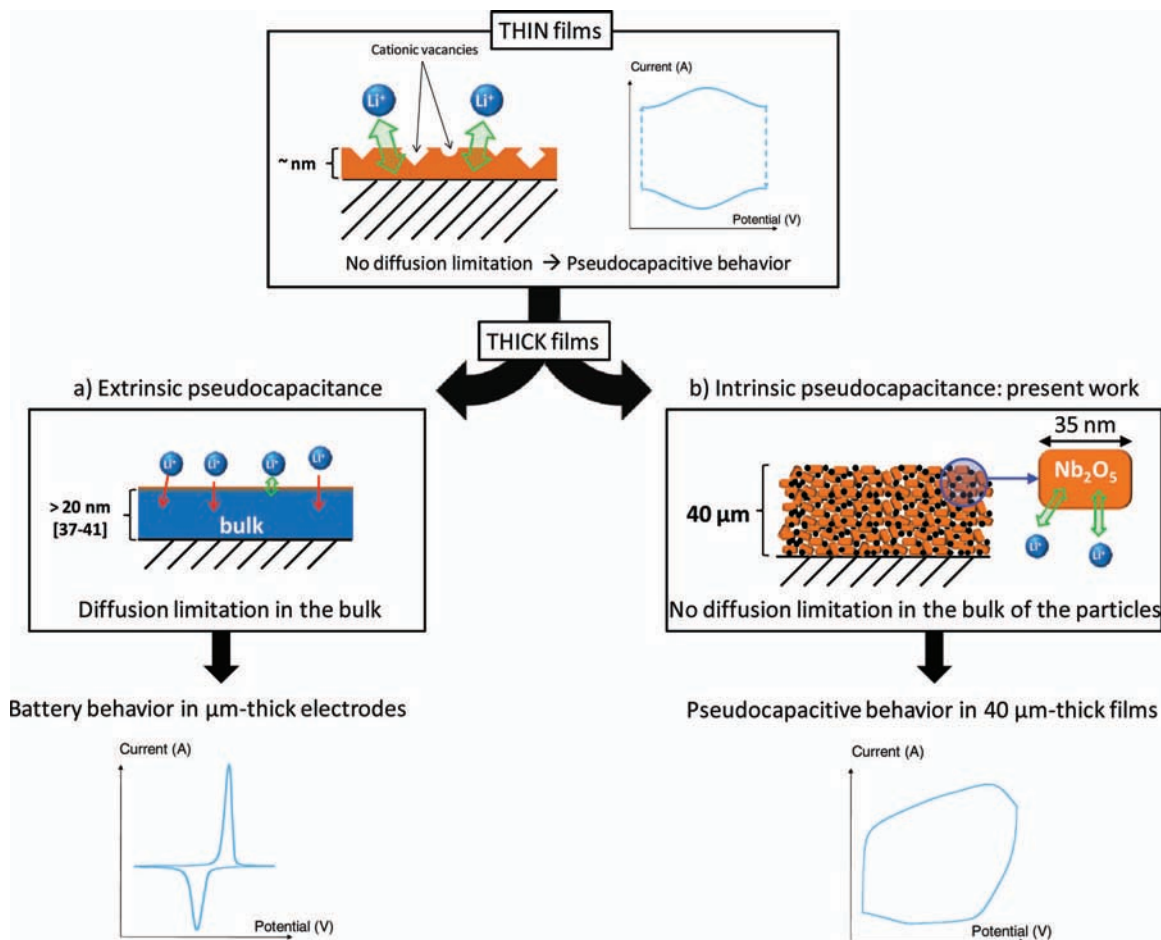 THIN films
Cationic vacancies
Li⁺
Li⁺
~ nm
Current (A)
Potential (V)
No diffusion limitation → Pseudocapacitive behavior
THICK films
a) Extrinsic pseudocapacitance
Li⁺
Li⁺
Li⁺
Li⁺
> 20 nm
[37-41]
bulk
Diffusion limitation in the bulk
Battery behavior in µm-thick electrodes
Current (A)
Potential (V)
b) Intrinsic pseudocapacitance: present work
35 nm
Nb₂O₅
40 µm
Li⁺
Li⁺
No diffusion limitation in the bulk of the particles
Pseudocapacitive behavior in 40 µm-thick films
Current (A)
Potential (V)